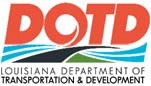 DOTD
LOUISIANA DEPARTMENT OF
TRANSPORTATION & DEVELOPMENT